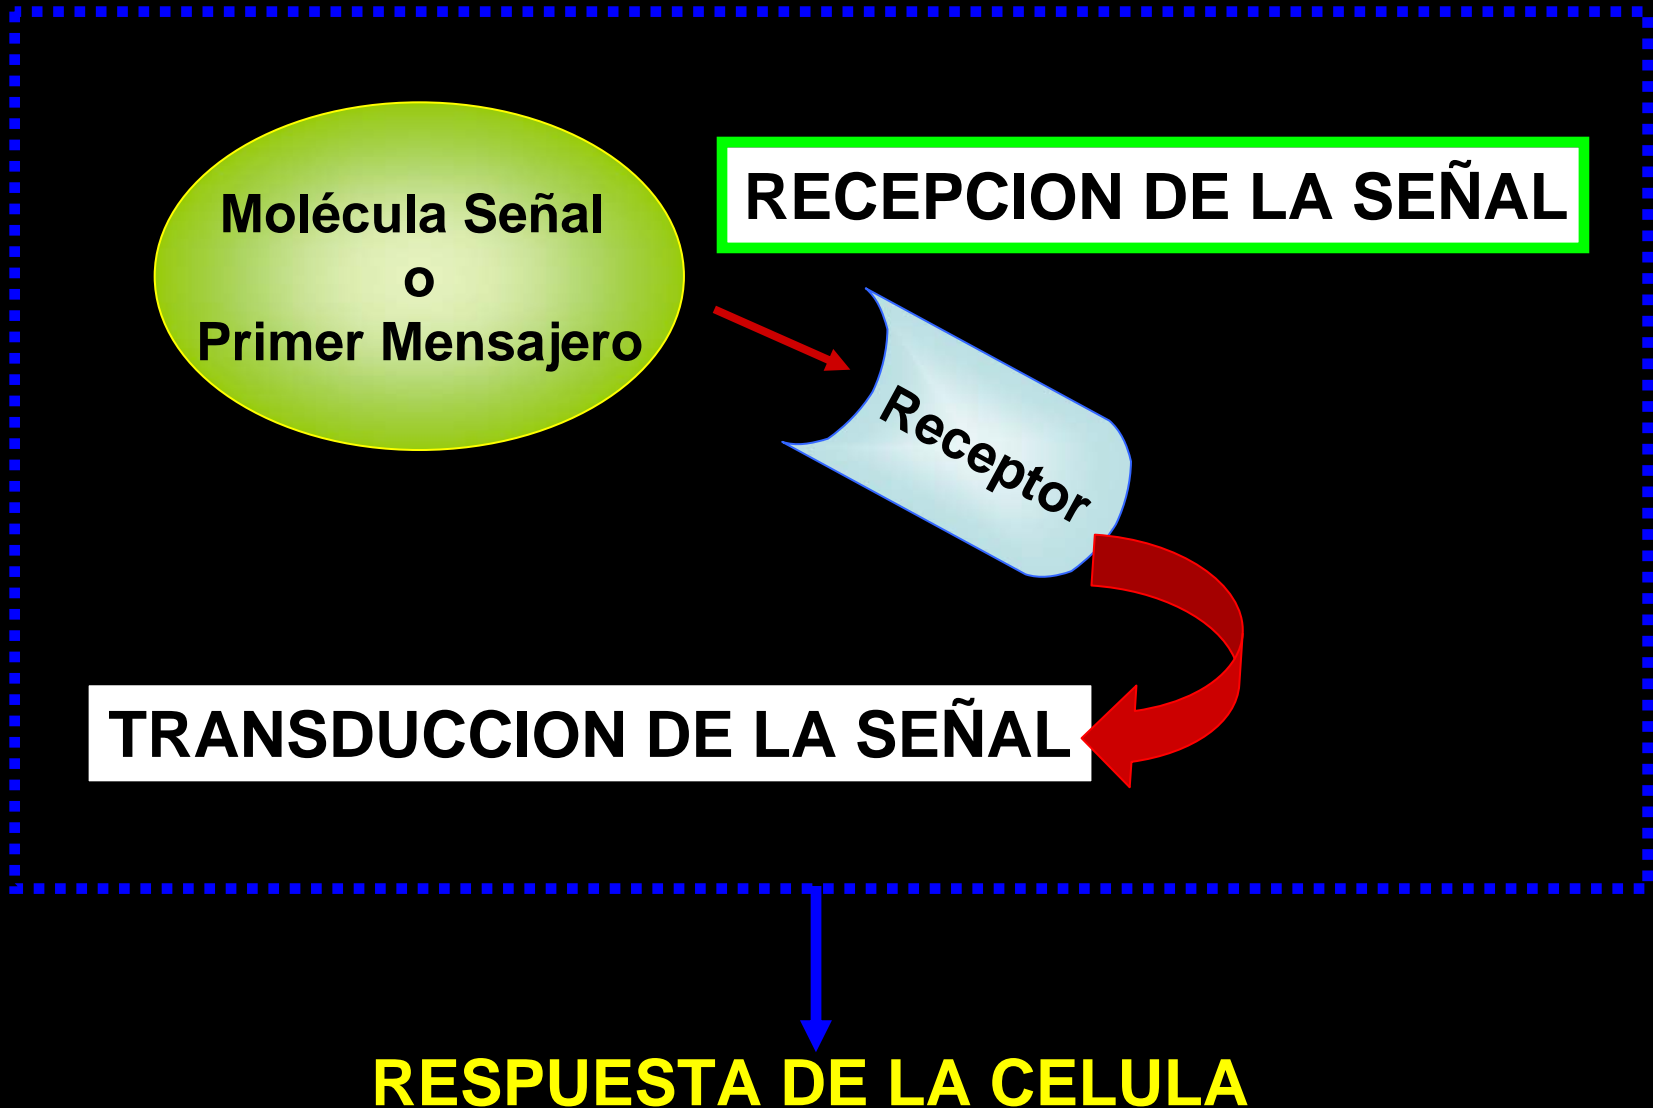 Molécula Señal
o
Primer Mensajero
RECEPCION DE LA SEÑAL
Receptor
TRANSDUCCION DE LA SEÑAL
RESPUESTA DE LA CELULA